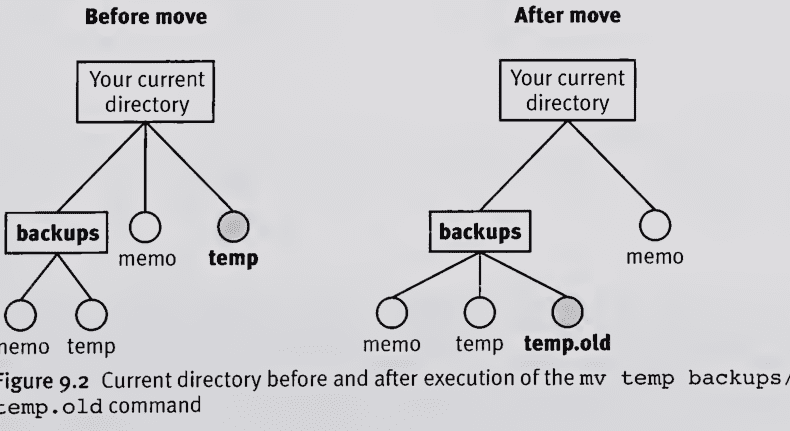 Before move
After move
Your current
directory
Your current
directory
backups
memo
temp
backups
memo
memo temp
memo temp temp.old
Figure 9.2 Current directory before and after execution of the mv temp backups/
temp.old command